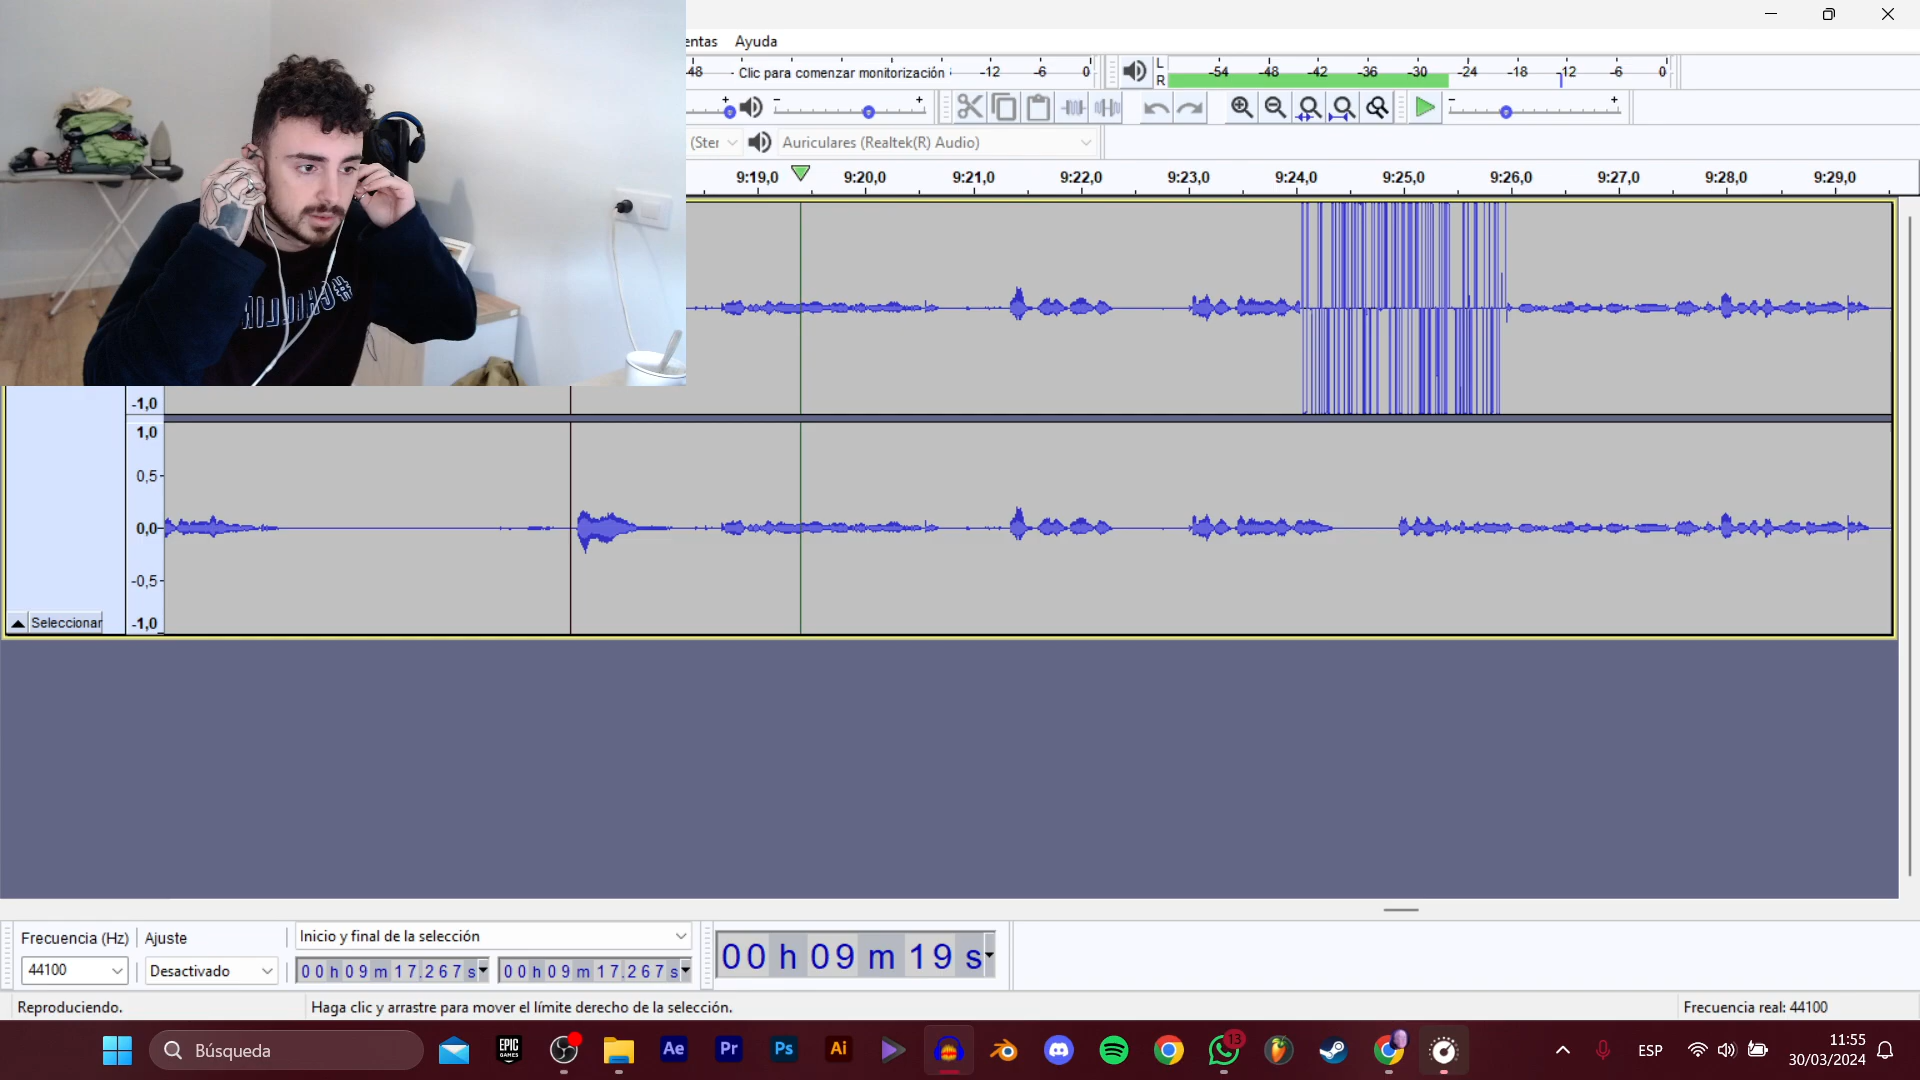 entas Ayuda
-48 Clic para comenzar monitorización -12 -6 0
L
R
-54 -48 -42 -36 -30 -24 -18 -12 -6 0
- + - + - +
(Ster Auriculares (Realtek(R) Audio)
9:19,0 9:20,0 9:21,0 9:22,0 9:23,0 9:24,0 9:25,0 9:26,0 9:27,0 9:28,0 9:29,0
#CHILLIN
-1,0
1,0
0,5
0,0
-0,5
-1,0
Seleccionar
Frecuencia (Hz) Ajuste Inicio y final de la selección
44100 Desactivado 00 h 09 m 17.267 s 00 h 09 m 17.267 s
00 h 09 m 19 s
Reproduciendo. Haga clic y arrastre para mover el límite derecho de la selección. Frecuencia real: 44100
Búsqueda
EPIC GAMES
Ae Pr Ps Ai
13
ESP
11:55
30/03/2024